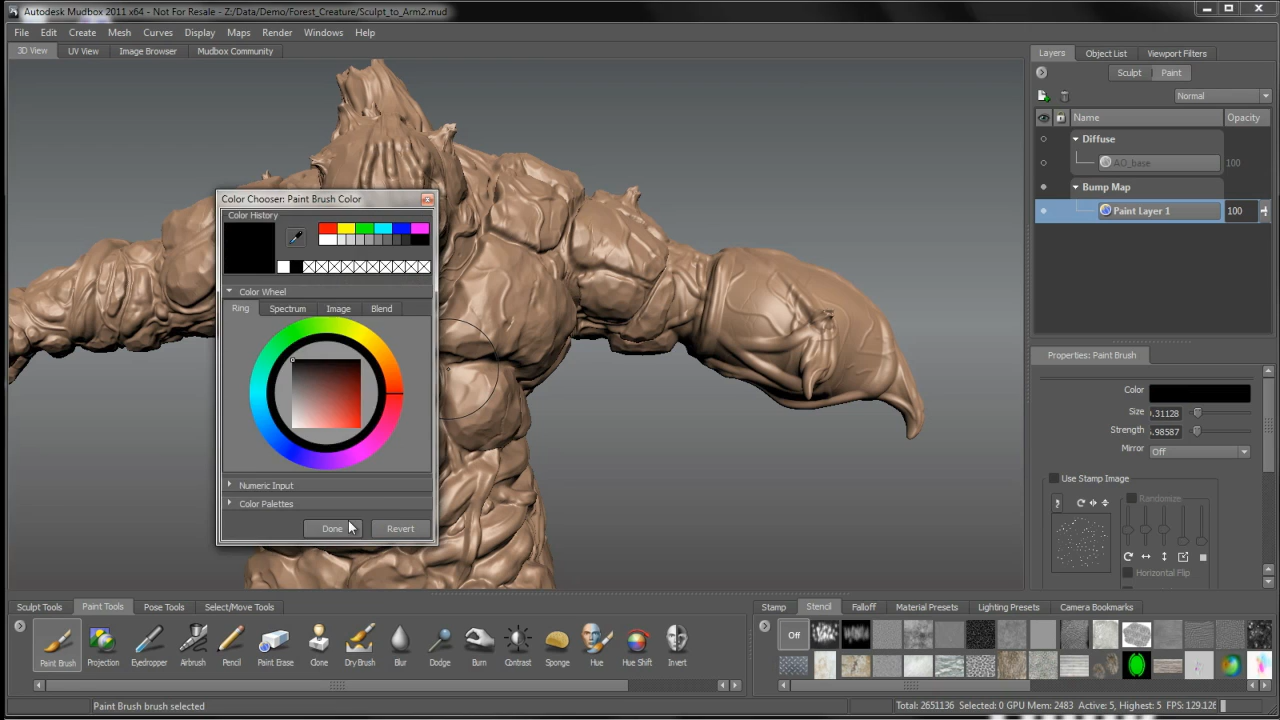 Autodesk Mudbox 2011 x64 - Not For Resale - Z:/Data/Demo/Forest_Creature/Sculpt_to_Arm2.mud
File Edit Create Mesh Curves Display Maps Render Windows Help
3D View UV View Image Browser Mudbox Community
Layers Object List Viewport Filters
Sculpt Paint
Normal
Name Opacity
Diffuse
AO_base 100
Bump Map
Paint Layer 1 100
Color Chooser: Paint Brush Color
Color History
Color Wheel
Ring Spectrum Image Blend
Numeric Input
Color Palettes
Done Revert
Properties: Paint Brush
Color
Size .31128
Strength .98587
Mirror Off
Use Stamp Image
Randomize
Horizontal Flip
Sculpt Tools Paint Tools Pose Tools Select/Move Tools
Paint Brush Projection Eyedropper Airbrush Pencil Paint Erase Clone Dry Brush Blur Dodge Burn Contrast Sponge Hue Hue Shift Invert
Stamp Stencil Falloff Material Presets Lighting Presets Camera Bookmarks
Off
Paint Brush brush selected
Total: 2651136 Selected: 0 GPU Mem: 2483 Active: 5, Highest: 5 FPS: 129.126